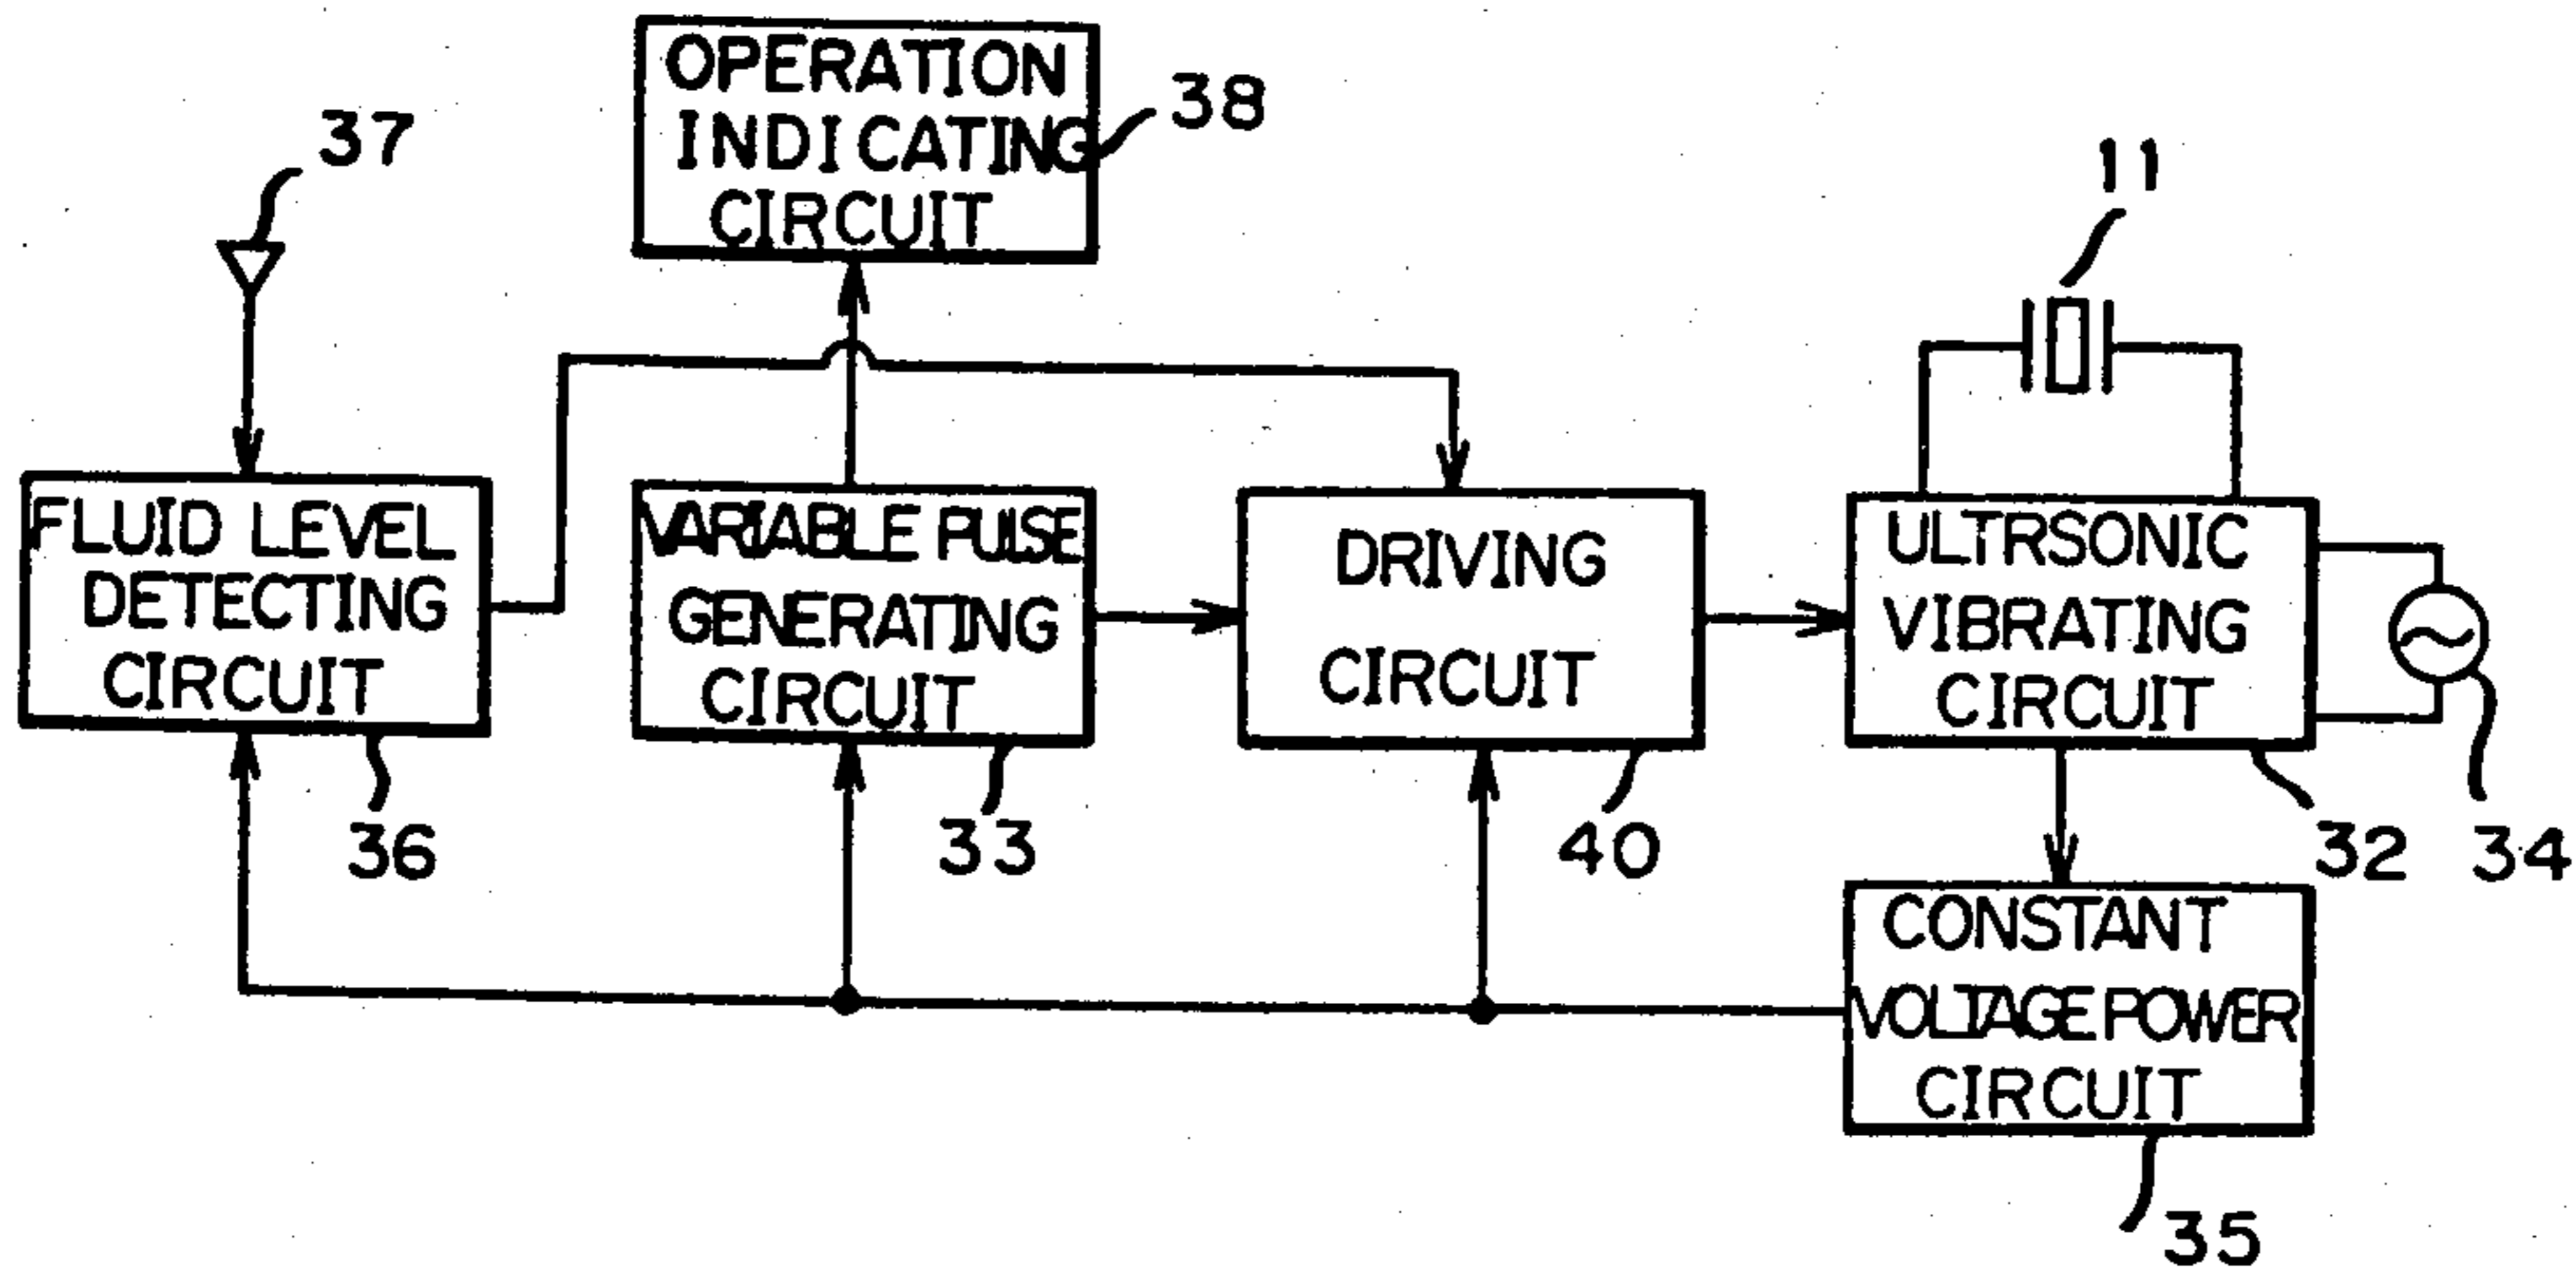 OPERATION
INDICATING
CIRCUIT
38
37
11
FLUID LEVEL
DETECTING
CIRCUIT
36
VARIABLE PULSE
GENERATING
CIRCUIT
33
DRIVING
CIRCUIT
40
ULTRSONIC
VIBRATING
CIRCUIT
32
34
CONSTANT
VOLTAGE POWER
CIRCUIT
35